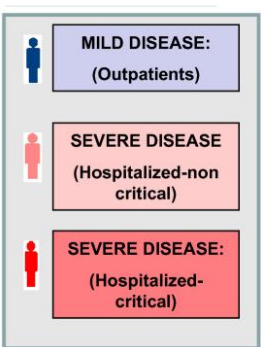 MILD DISEASE:
(Outpatients)
SEVERE DISEASE
(Hospitalized-non
critical)
SEVERE DISEASE:
(Hospitalized-
critical)